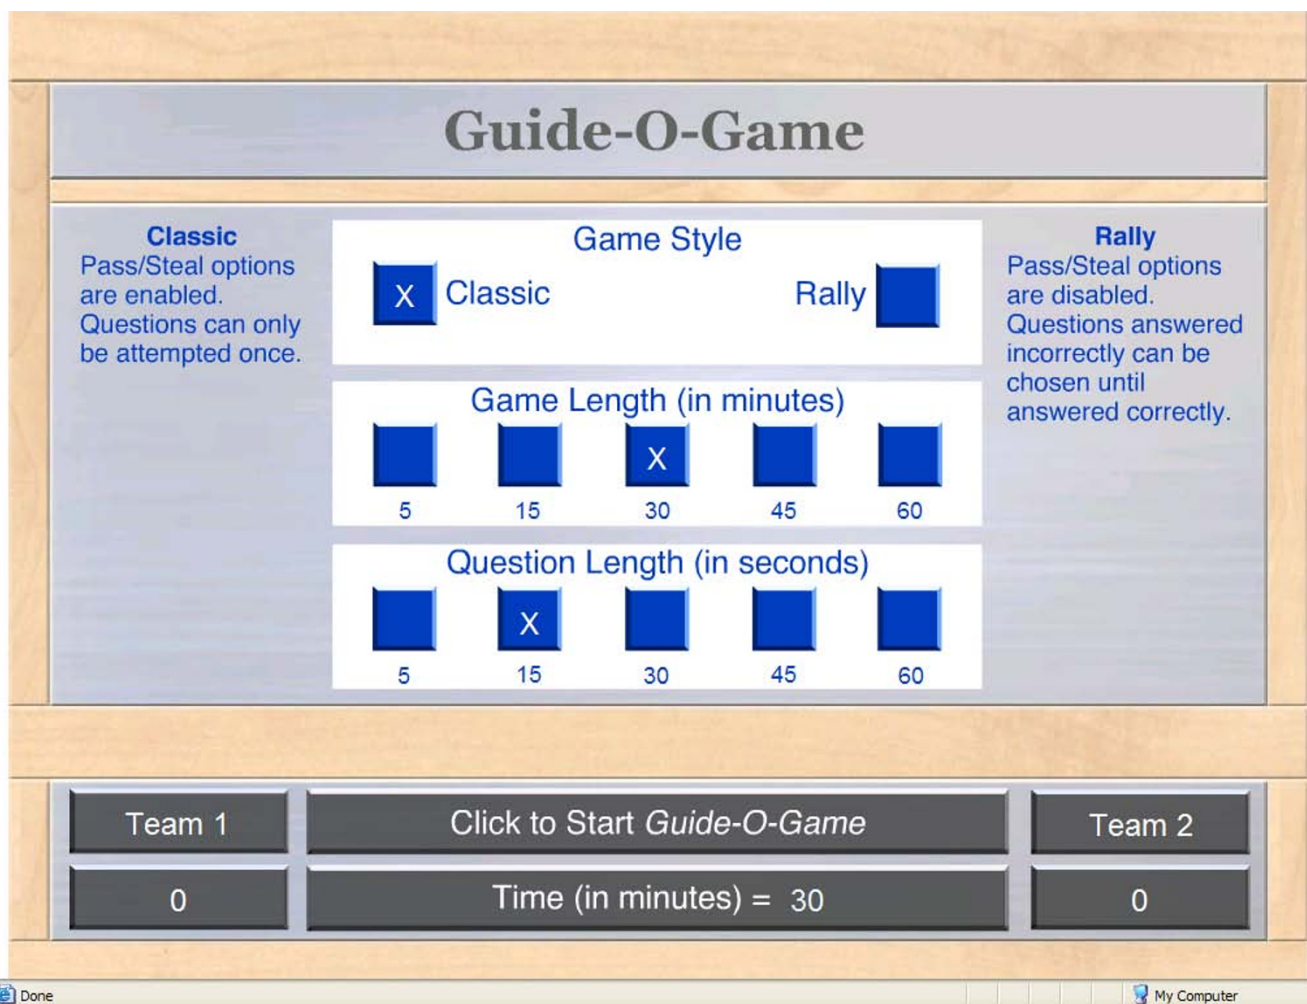 Guide-O-Game
Classic
Pass/Steal options
are enabled.
Questions can only
be attempted once.
Game Style
X Classic
Rally
Game Length (in minutes)
X
5 15 30 45 60
Question Length (in seconds)
X
5 15 30 45 60
Rally
Pass/Steal options
are disabled.
Questions answered
incorrectly can be
chosen until
answered correctly.
Team 1
Click to Start Guide-O-Game
Team 2
0
Time (in minutes) = 30
0
Done
My Computer